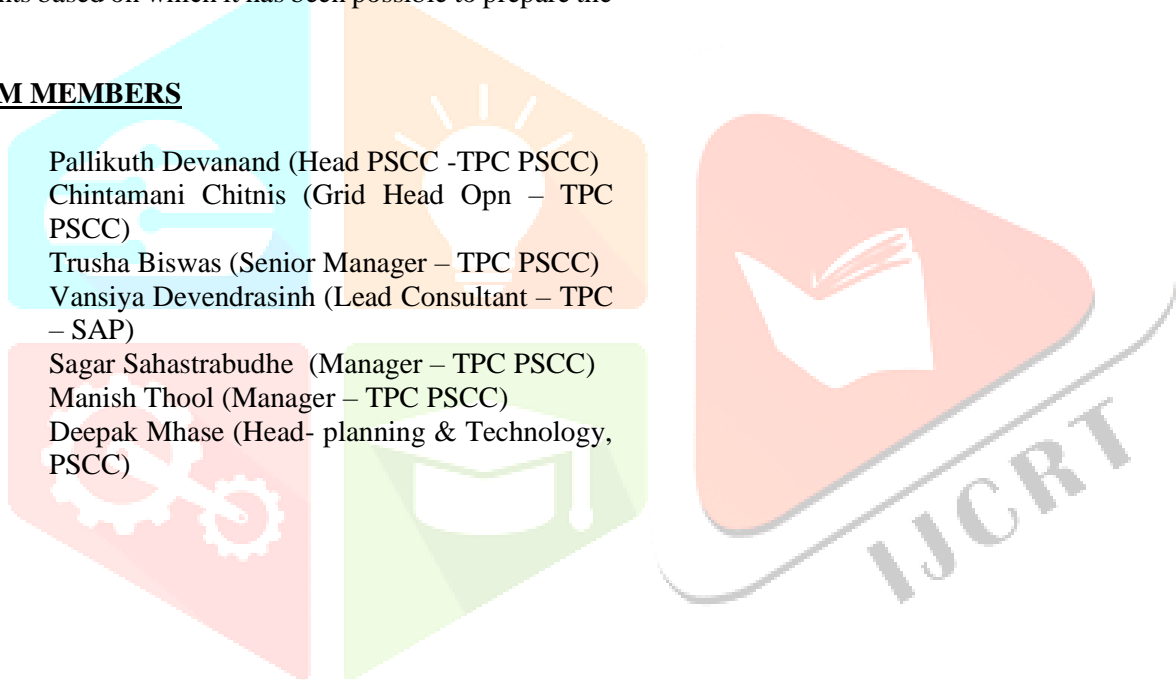 based on which it has been possible to prepare the
MEMBERS
Pallikuth Devanand (Head PSCC -TPC PSCC)
Chintamani Chitnis (Grid Head Opn – TPC
PSCC)
Trusha Biswas (Senior Manager – TPC PSCC)
Vansiya Devendrasinh (Lead Consultant – TPC
– SAP)
Sagar Sahastrabudhe (Manager – TPC PSCC)
Manish Thool (Manager – TPC PSCC)
Deepak Mhase (Head- planning & Technology,
PSCC)
IJCRT